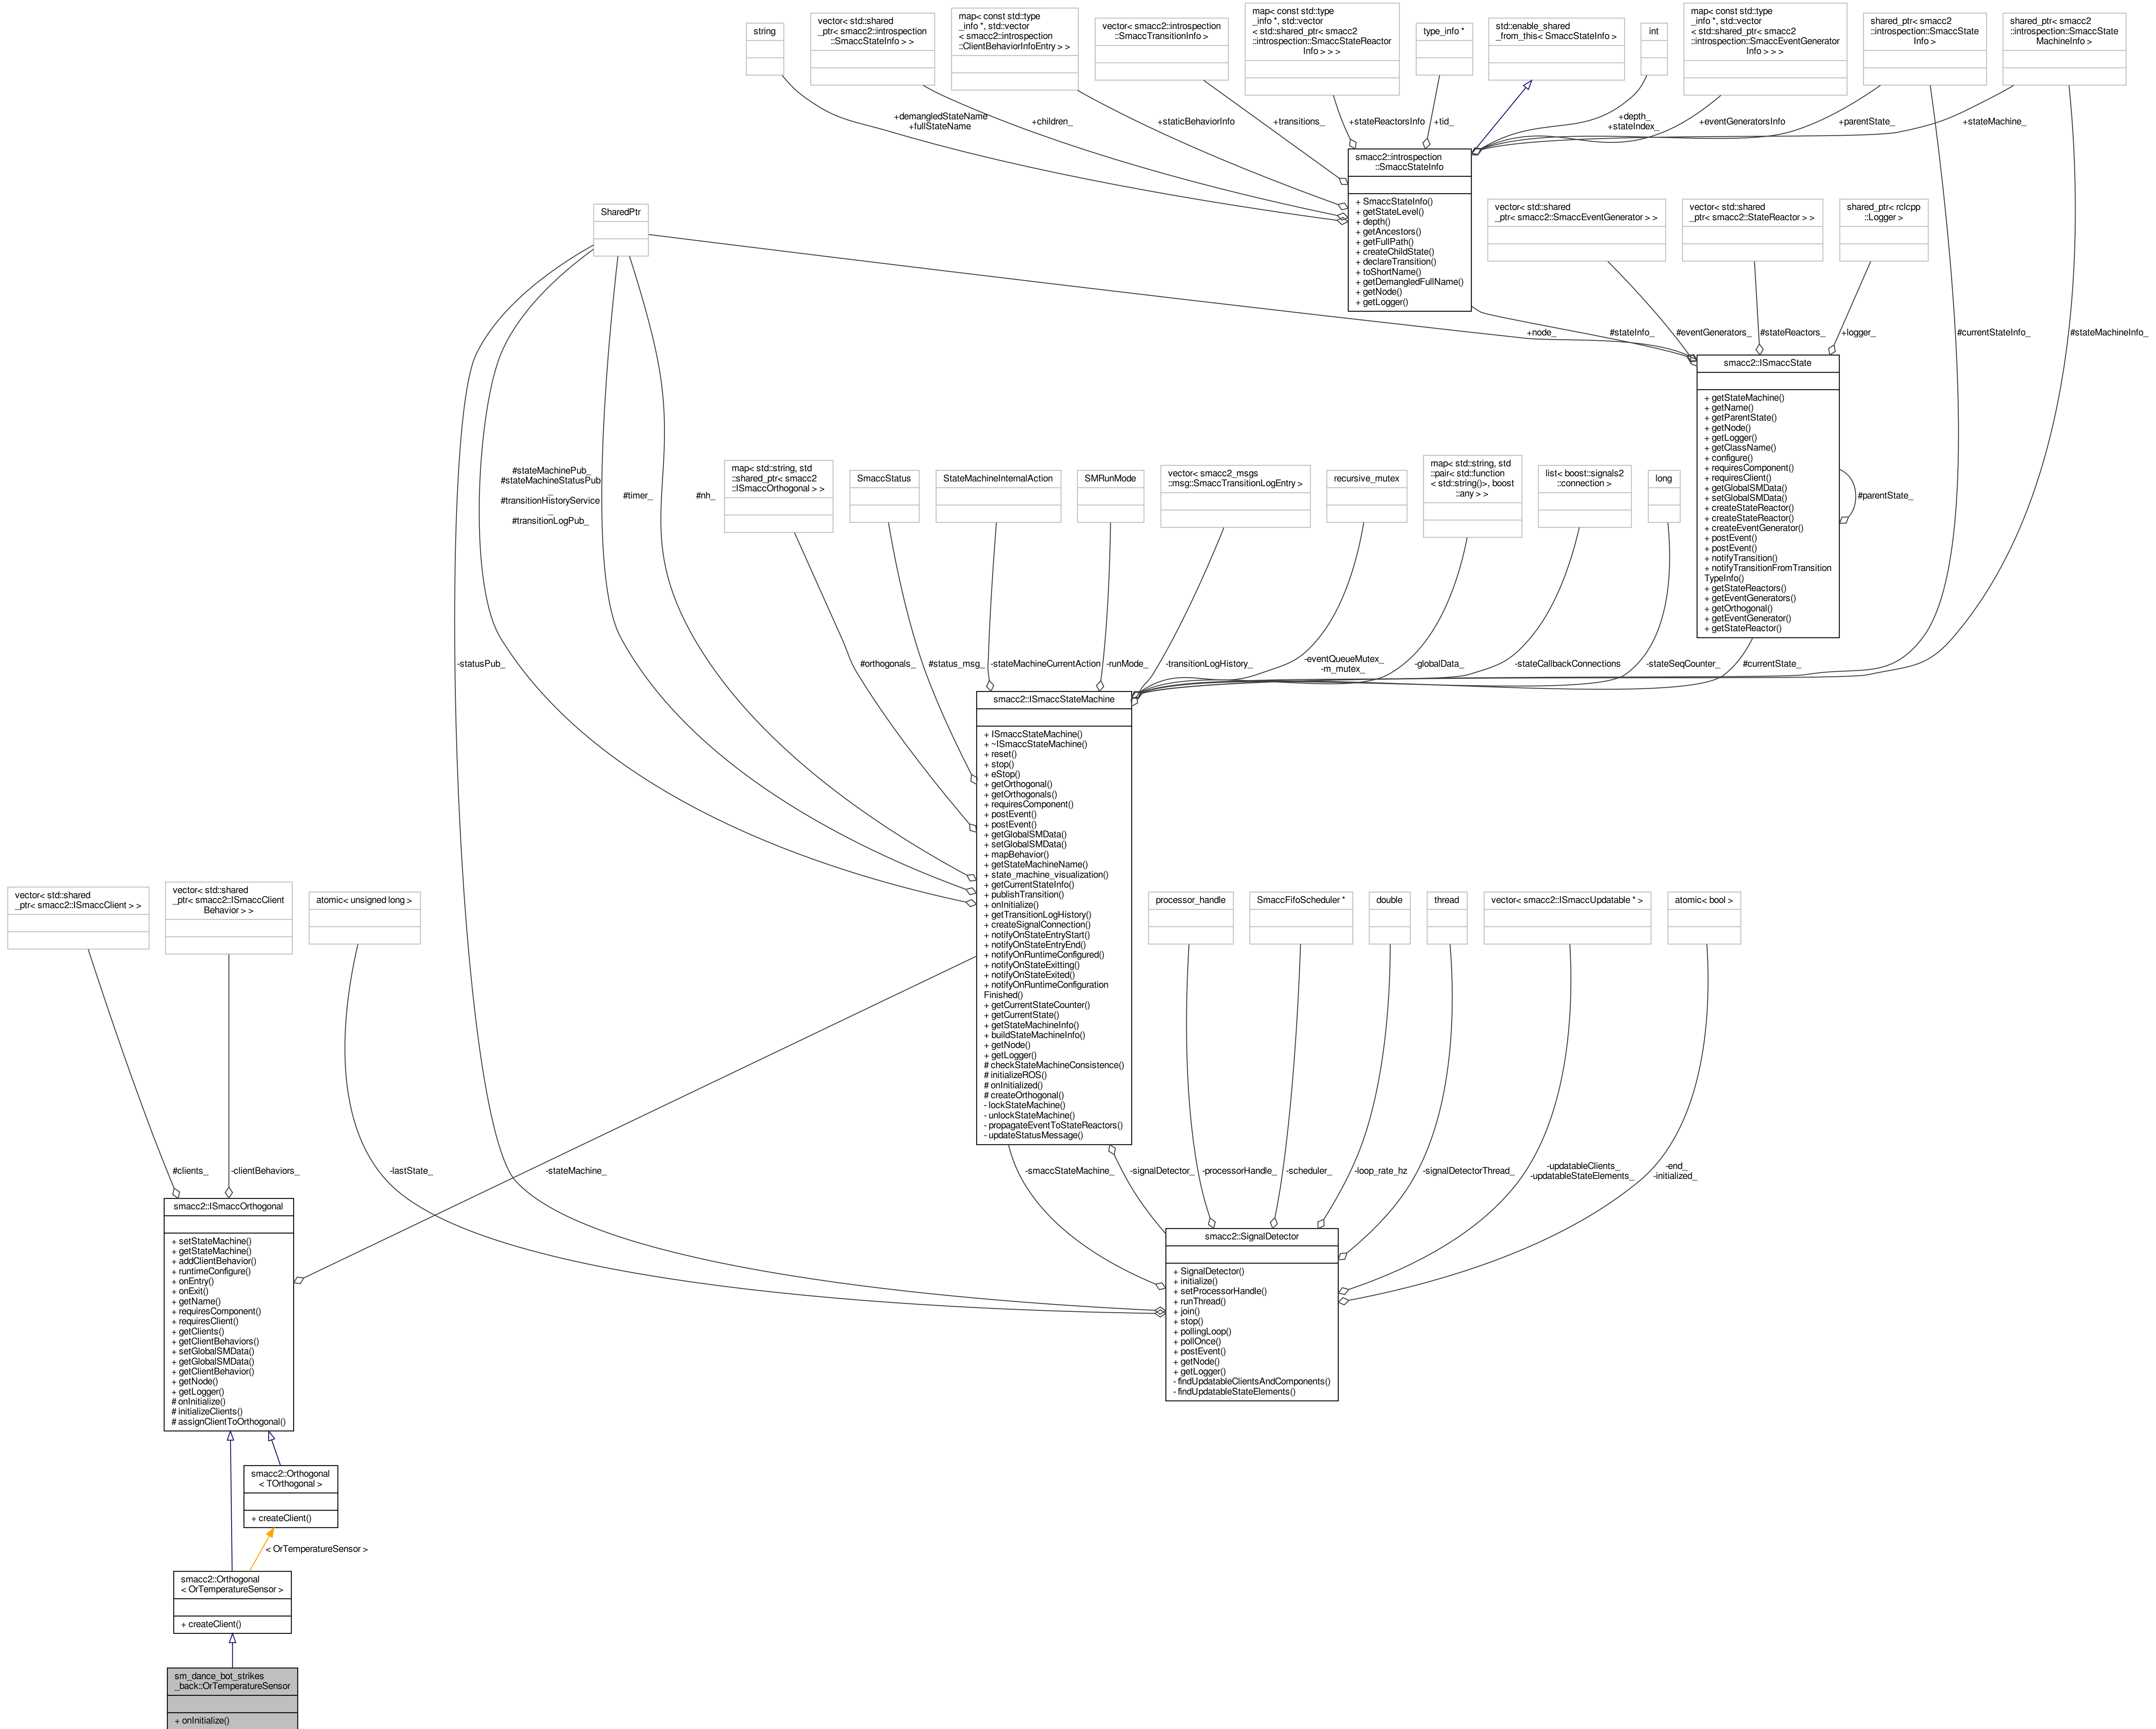 string
vector< std::shared
_ptr< smacc2::introspection
::SmaccStateInfo > >
map< const std::type
_info *, std::vector
< smacc2::introspection
::ClientBehaviorInfoEntry > >
vector< smacc2::introspection
::SmaccTransitionInfo >
map< const std::type
_info *, std::vector
< std::shared_ptr< smacc2
::introspection::SmaccStateReactor
Info > > >
type_info *
std::enable_shared
_from_this< SmaccStateInfo >
int
map< const std::type
_info *, std::vector
< std::shared_ptr< smacc2
::introspection::SmaccEventGenerator
Info > > >
shared_ptr< smacc2
::introspection::SmaccState
Info >
shared_ptr< smacc2
::introspection::SmaccState
MachineInfo >
+demangledStateName
+fullStateName
+children_
+staticBehaviorInfo
+transitions_
+stateReactorsInfo
+tid_
+depth_
+stateIndex_
+eventGeneratorsInfo
+parentState_
+stateMachine_
smacc2::introspection
::SmaccStateInfo
+ SmaccStateInfo()
+ getStateLevel()
+ depth()
+ getAncestors()
+ getFullPath()
+ createChildState()
+ declareTransition()
+ toShortName()
+ getDemangledFullName()
+ getNode()
+ getLogger()
SharedPtr
vector< std::shared
_ptr< smacc2::SmaccEventGenerator > >
vector< std::shared
_ptr< smacc2::StateReactor > >
shared_ptr< rclcpp
::Logger >
+node_
#stateInfo_
#eventGenerators_
#stateReactors_
+logger_
#currentStateInfo_
#stateMachineInfo_
smacc2::ISmaccState
+ getStateMachine()
+ getName()
+ getParentState()
+ getNode()
+ getLogger()
+ getClassName()
+ configure()
+ requiresComponent()
+ requiresClient()
+ getGlobalSMData()
+ setGlobalSMData()
+ createStateReactor()
+ createStateReactor()
+ createEventGenerator()
+ postEvent()
+ postEvent()
+ notifyTransition()
+ notifyTransitionFromTransition
TypeInfo()
+ getStateReactors()
+ getEventGenerators()
+ getOrthogonal()
+ getEventGenerator()
+ getStateReactor()
#parentState_
#stateMachinePub_
#stateMachineStatusPub
_
#transitionHistoryService
_
#transitionLogPub_
#timer_
#nh_
map< std::string, std
::shared_ptr< smacc2
::ISmaccOrthogonal > >
SmaccStatus
StateMachineInternalAction
SMRunMode
vector< smacc2_msgs
::msg::SmaccTransitionLogEntry >
recursive_mutex
map< std::string, std
::pair< std::function
< std::string()>, boost
::any > >
list< boost::signals2
::connection >
long
-statusPub_
#orthogonals_
#status_msg_
-stateMachineCurrentAction
-runMode_
-transitionLogHistory_
-eventQueueMutex_
-m_mutex_
-globalData_
-stateCallbackConnections
-stateSeqCounter_
#currentState_
smacc2::ISmaccStateMachine
+ ISmaccStateMachine()
+ ~ISmaccStateMachine()
+ reset()
+ stop()
+ eStop()
+ getOrthogonal()
+ getOrthogonals()
+ requiresComponent()
+ postEvent()
+ postEvent()
+ getGlobalSMData()
+ setGlobalSMData()
+ mapBehavior()
+ getStateMachineName()
+ state_machine_visualization()
+ getCurrentStateInfo()
+ publishTransition()
+ onInitialize()
+ getTransitionLogHistory()
+ createSignalConnection()
+ notifyOnStateEntryStart()
+ notifyOnStateEntryEnd()
+ notifyOnRuntimeConfigured()
+ notifyOnStateExitting()
+ notifyOnStateExited()
+ notifyOnRuntimeConfiguration
Finished()
+ getCurrentStateCounter()
+ getCurrentState()
+ getStateMachineInfo()
+ buildStateMachineInfo()
+ getNode()
+ getLogger()
# checkStateMachineConsistence()
# initializeROS()
# onInitialized()
# createOrthogonal()
- lockStateMachine()
- unlockStateMachine()
- propagateEventToStateReactors()
- updateStatusMessage()
vector< std::shared
_ptr< smacc2::ISmaccClient > >
vector< std::shared
_ptr< smacc2::ISmaccClient
Behavior > >
atomic< unsigned long >
processor_handle
SmaccFifoScheduler *
double
thread
vector< smacc2::ISmaccUpdatable * >
atomic< bool >
#clients_
-clientBehaviors_
-lastState_
-stateMachine_
-smaccStateMachine_
-signalDetector_
-processorHandle_
-scheduler_
-loop_rate_hz
-signalDetectorThread_
-updatableClients_
-updatableStateElements_
-end_
-initialized_
smacc2::ISmaccOrthogonal
+ setStateMachine()
+ getStateMachine()
+ addClientBehavior()
+ runtimeConfigure()
+ onEntry()
+ onExit()
+ getName()
+ requiresComponent()
+ requiresClient()
+ getClients()
+ getClientBehaviors()
+ setGlobalSMData()
+ getGlobalSMData()
+ getClientBehavior()
+ getNode()
+ getLogger()
# onInitialize()
# initializeClients()
# assignClientToOrthogonal()
smacc2::SignalDetector
+ SignalDetector()
+ initialize()
+ setProcessorHandle()
+ runThread()
+ join()
+ stop()
+ pollingLoop()
+ pollOnce()
+ postEvent()
+ getNode()
+ getLogger()
- findUpdatableClientsAndComponents()
- findUpdatableStateElements()
smacc2::Orthogonal
< TOrthogonal >
+ createClient()
< OrTemperatureSensor >
smacc2::Orthogonal
< OrTemperatureSensor >
+ createClient()
sm_dance_bot_strikes
_back::OrTemperatureSensor
+ onInitialize()